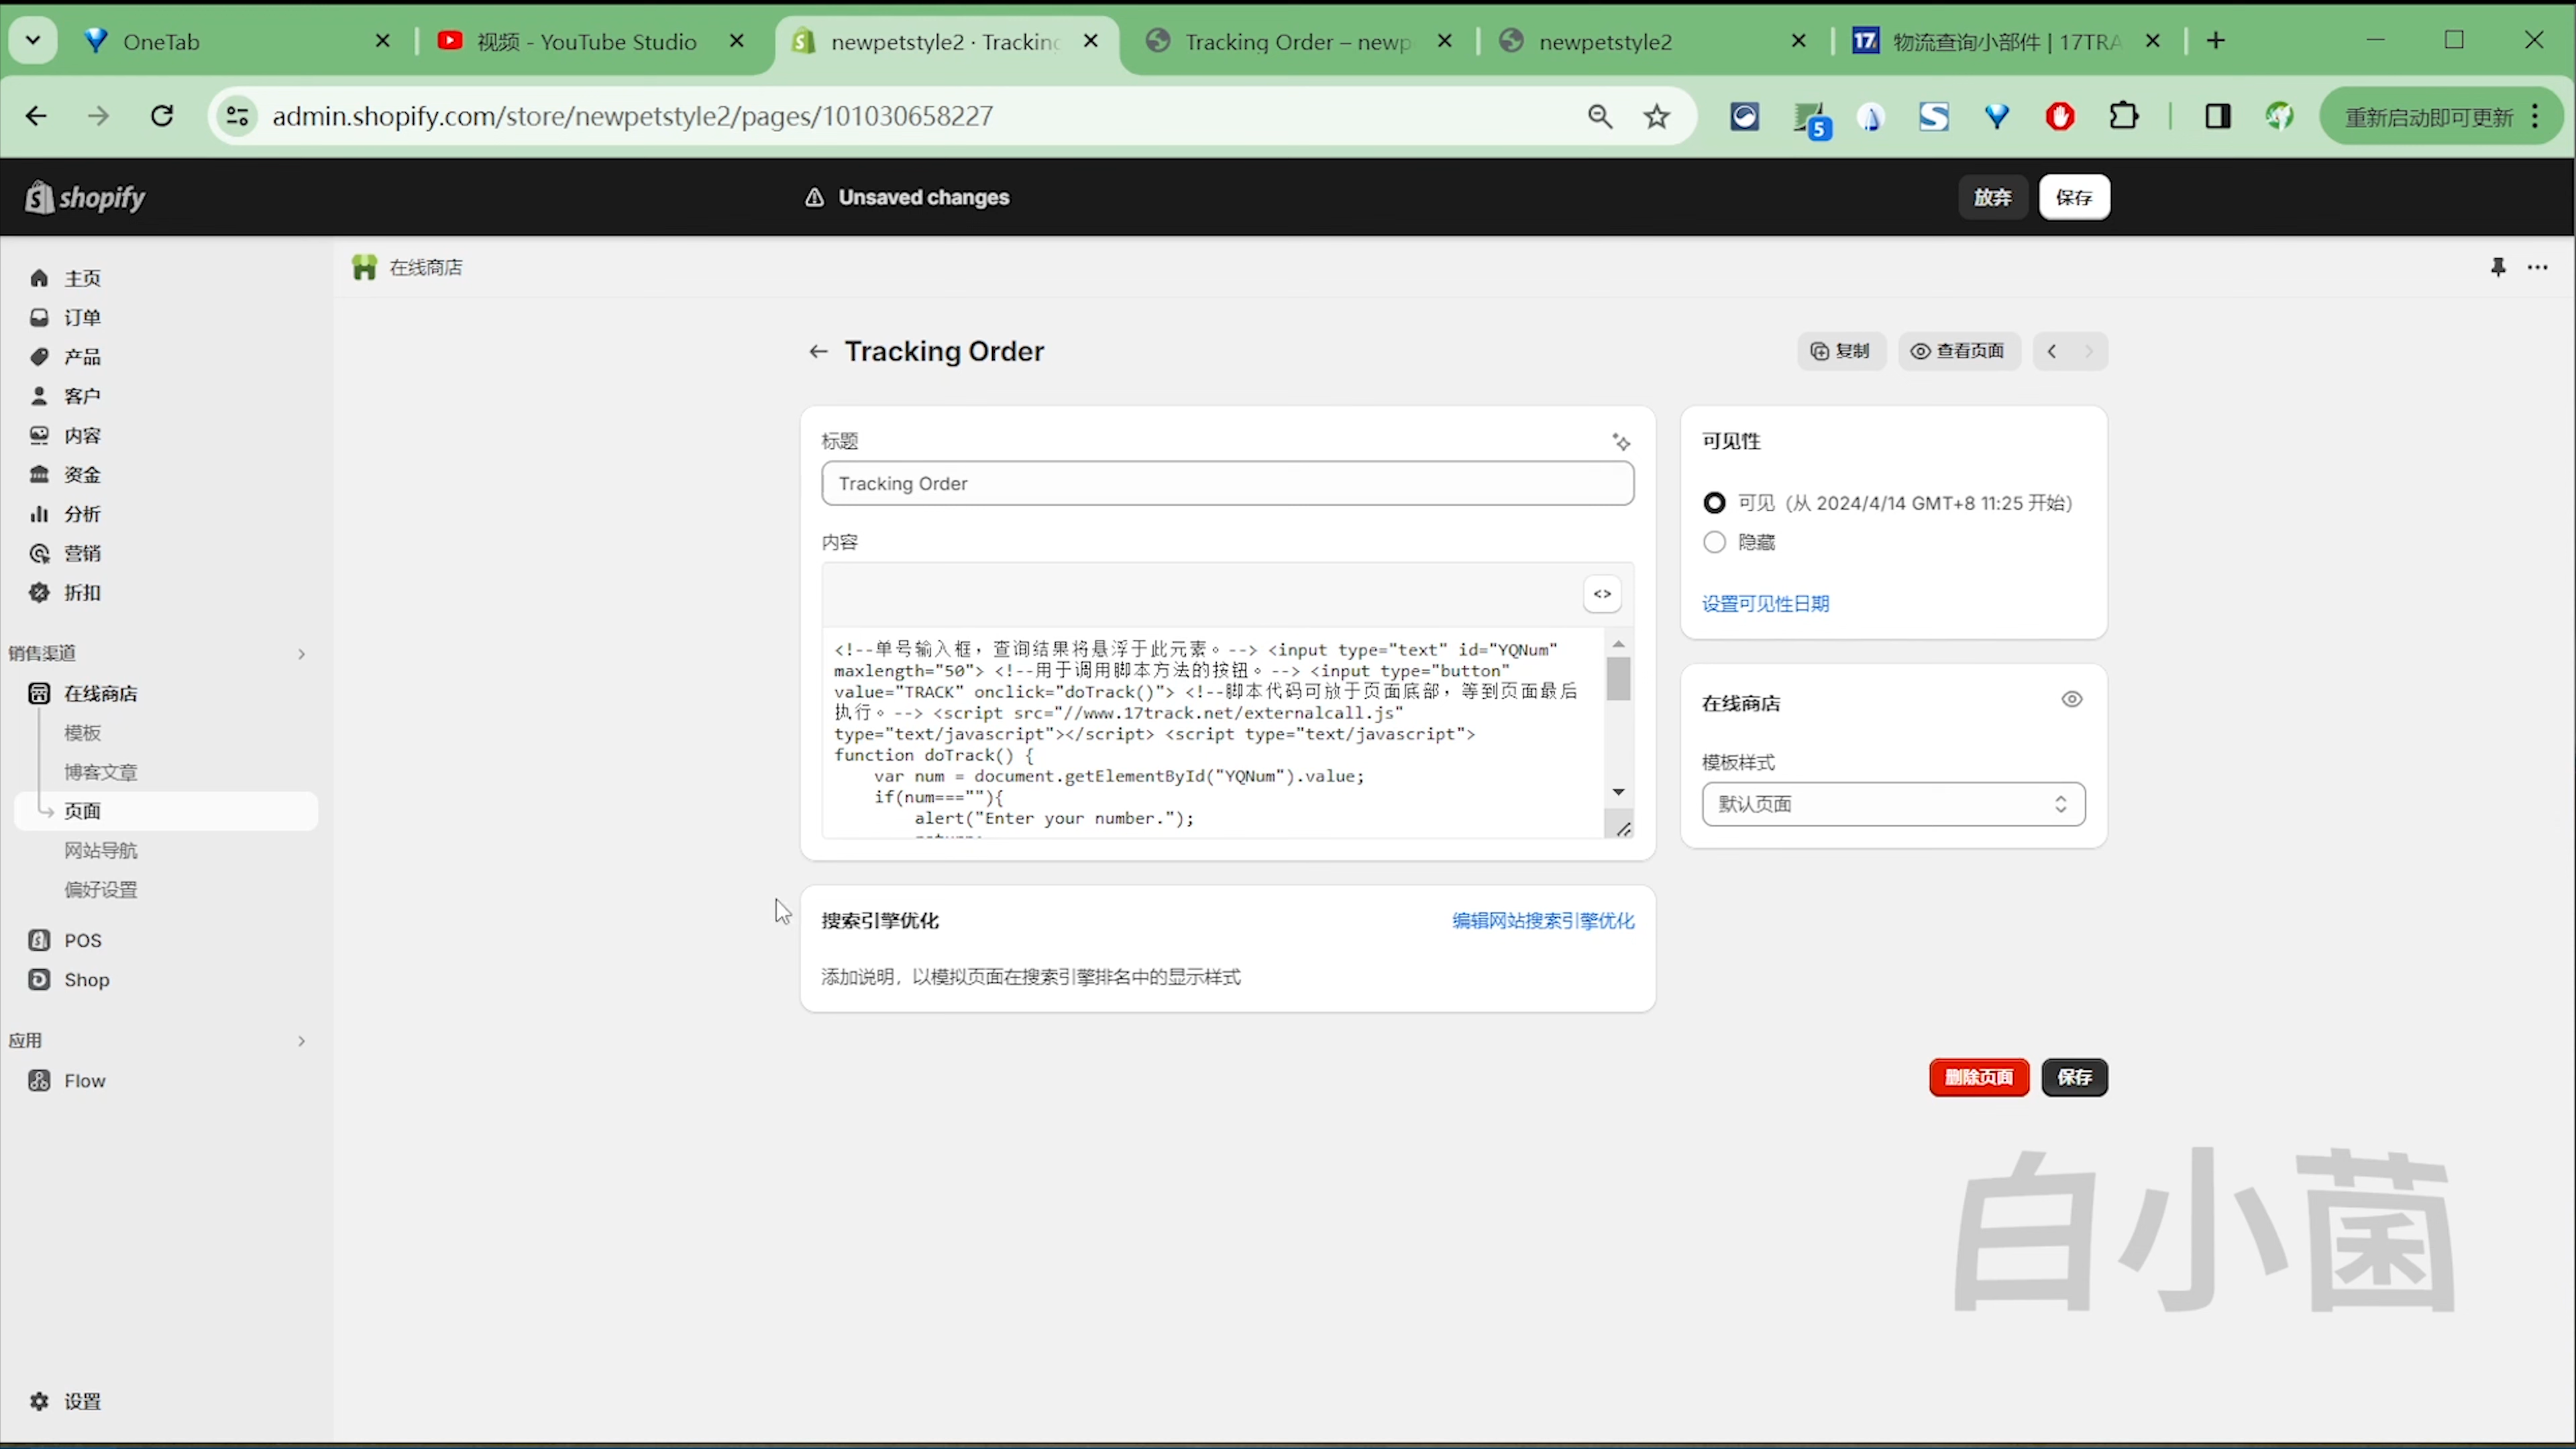 OneTab
视频 - YouTube Studio
newpetstyle2 · Tracking
Tracking Order – newp
newpetstyle2
17
物流查询小部件 | 17TRA
admin.shopify.com/store/newpetstyle2/pages/101030658227
5
重新启动即可更新
shopify
Unsaved changes
放弃
保存
主页
订单
产品
客户
内容
资金
分析
营销
折扣
销售渠道
在线商店
模板
博客文章
页面
网站导航
偏好设置
POS
Shop
应用
Flow
设置
在线商店
Tracking Order
复制
查看页面
标题
Tracking Order
内容
<>
<!--单号输入框，查询结果将悬浮于此元素。--> <input type="text" id="YQNum"
maxlength="50"> <!--用于调用脚本方法的按钮。--> <input type="button"
value="TRACK" onclick="doTrack()"> <!--脚本代码可放于页面底部，等到页面最后
执行。--> <script src="//www.17track.net/externalcall.js"
type="text/javascript"></script> <script type="text/javascript">
function doTrack() {
var num = document.getElementById("YQNum").value;
if(num===""){
alert("Enter your number.");
搜索引擎优化
编辑网站搜索引擎优化
添加说明，以模拟页面在搜索引擎排名中的显示样式
可见性
可见（从 2024/4/14 GMT+8 11:25 开始）
隐藏
设置可见性日期
在线商店
模板样式
默认页面
删除页面
保存
白小菌